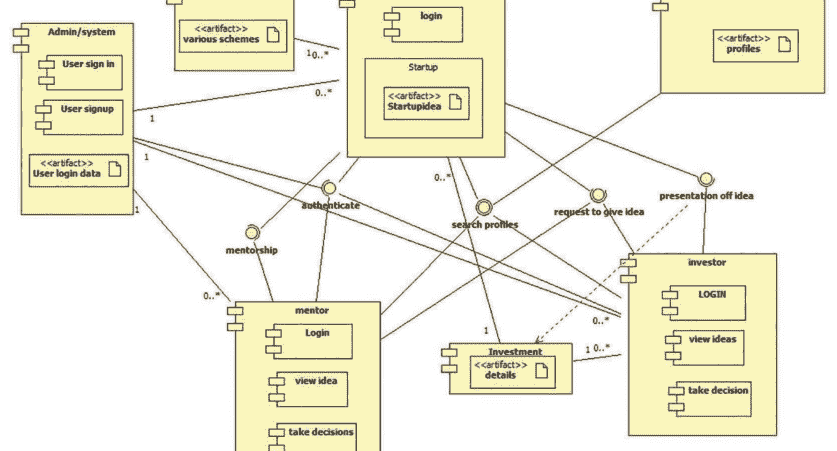 Admin/system
User sign in
User signup
<<artifact>>
User login data
<<artifact>>
various schemes
login
Startup
<<artifact>>
Startupidea
<<artifact>>
profiles
1
0..*
0..*
1
1
1
0..*
0..*
authenticate
mentorship
search profiles
request to give idea
presentation off idea
mentor
Login
view idea
take decisions
1
Investment
<<artifact>>
details
1
0..*
0..*
investor
LOGIN
view ideas
take decision